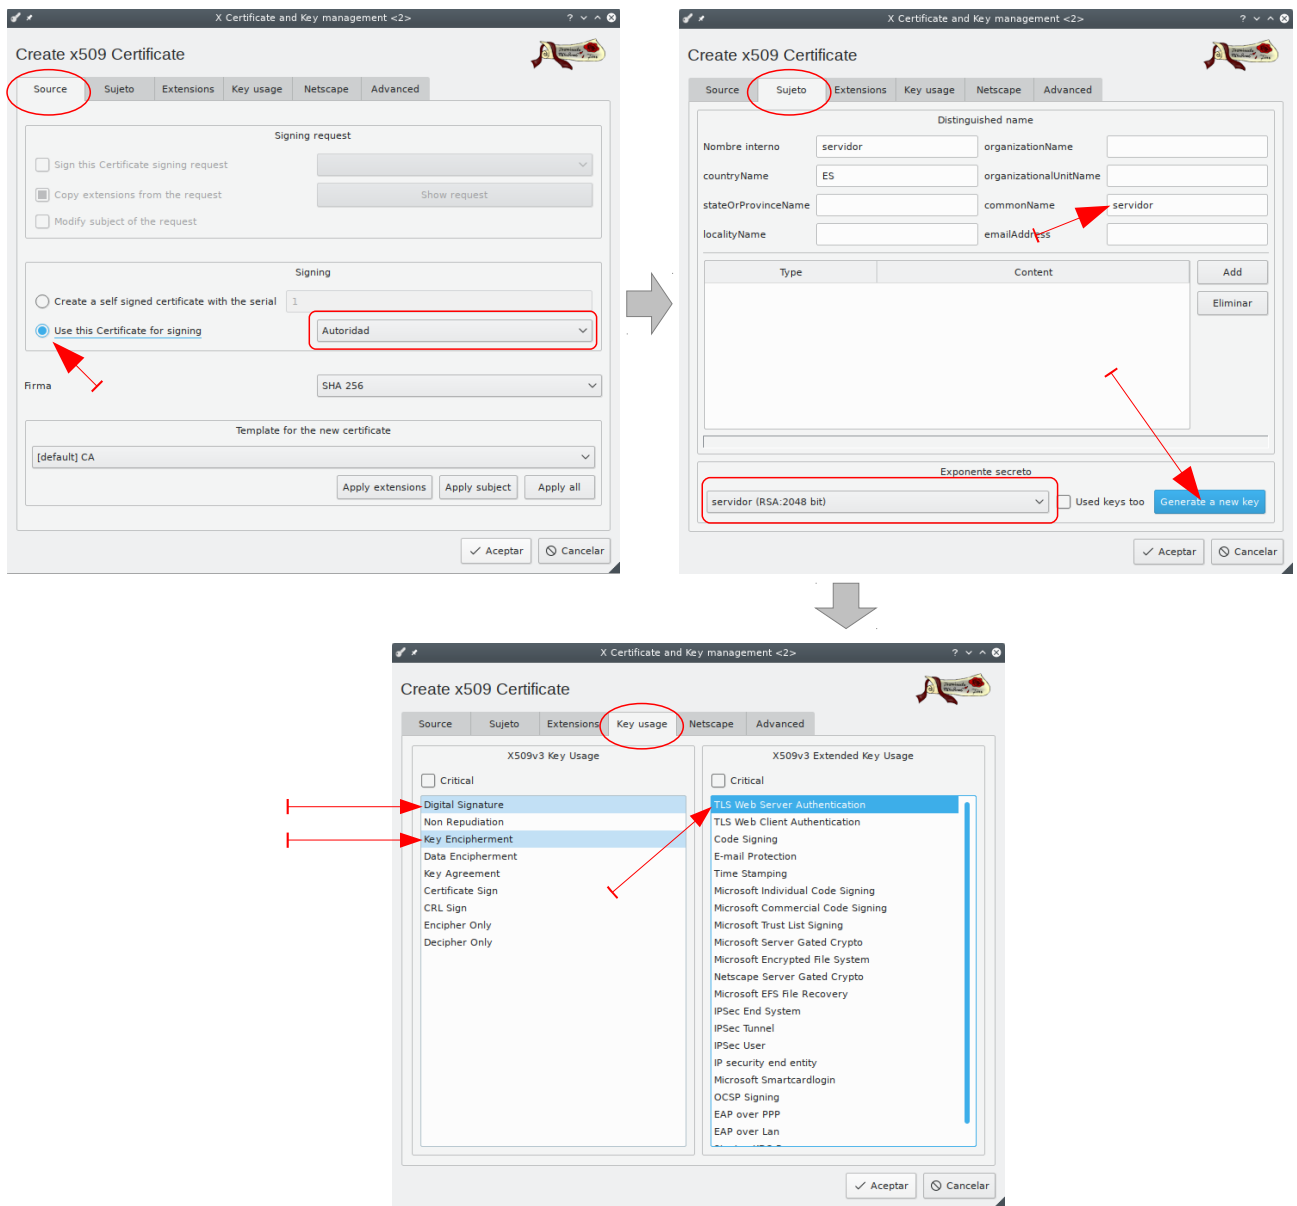 X Certificate and Key management <2>
Create x509 Certificate
Source Sujeto Extensions Key usage Netscape Advanced
Signing request
Sign this Certificate signing request
Copy extensions from the request Show request
Modify subject of the request
Signing
Create a self signed certificate with the serial 1
Use this Certificate for signing Autoridad
Firma SHA 256
Template for the new certificate
[default] CA
Apply extensions Apply subject Apply all
Aceptar Cancelar
X Certificate and Key management <2>
Create x509 Certificate
Source Sujeto Extensions Key usage Netscape Advanced
Distinguished name
Nombre interno servidor organizationName
countryName ES organizationalUnitName
stateOrProvinceName commonName servidor
localityName emailAddress
Type Content Add
Eliminar
Exponente secreto
servidor (RSA:2048 bit) Used keys too Generate a new key
Aceptar Cancelar
X Certificate and Key management <2>
Create x509 Certificate
Source Sujeto Extensions Key usage Netscape Advanced
X509v3 Key Usage
Critical
Digital Signature
Non Repudiation
Key Encipherment
Data Encipherment
Key Agreement
Certificate Sign
CRL Sign
Encipher Only
Decipher Only
X509v3 Extended Key Usage
Critical
TLS Web Server Authentication
TLS Web Client Authentication
Code Signing
E-mail Protection
Time Stamping
Microsoft Individual Code Signing
Microsoft Commercial Code Signing
Microsoft Trust List Signing
Microsoft Server Gated Crypto
Microsoft Encrypted File System
Netscape Server Gated Crypto
Microsoft EFS File Recovery
IPSec End System
IPSec Tunnel
IPSec User
IP security end entity
Microsoft Smartcardlogin
OCSP Signing
EAP over PPP
EAP over Lan
Aceptar Cancelar